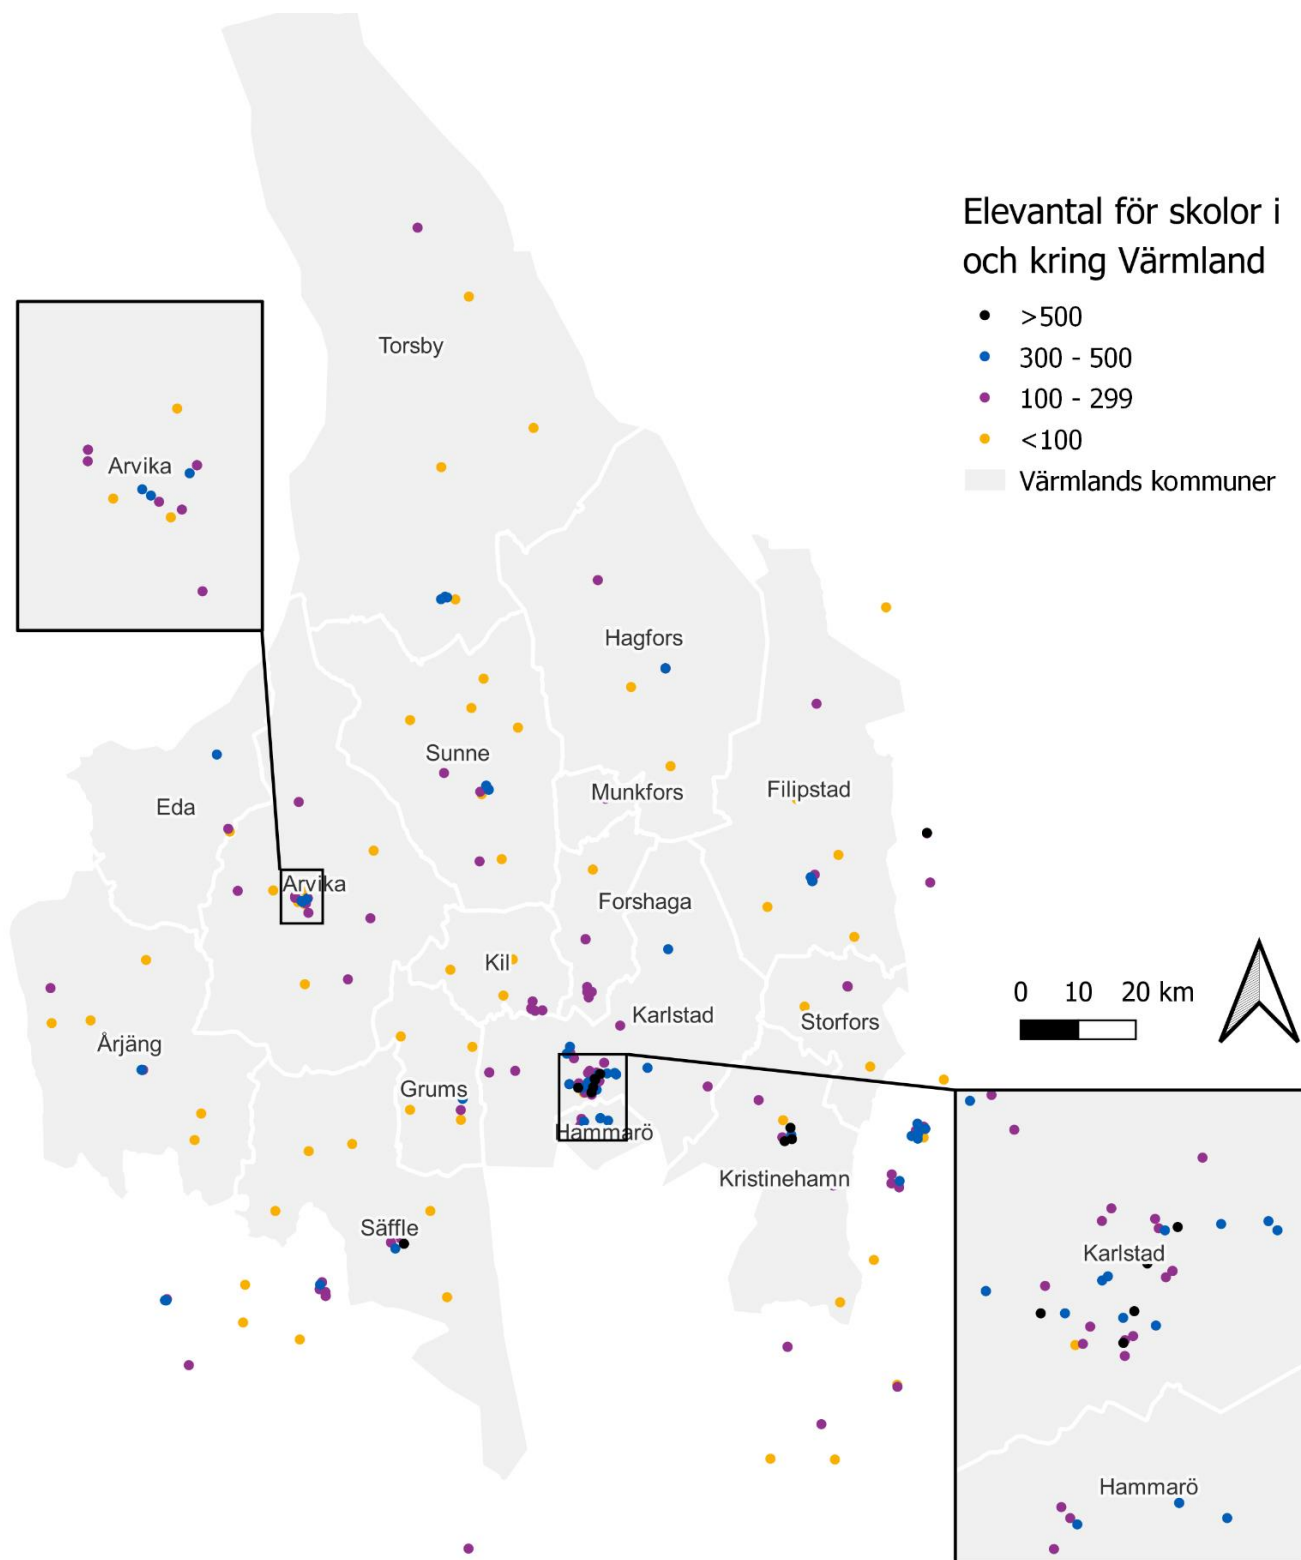 Elevantal för skolor i
och kring Värmland
>500
300 - 500
100 - 299
<100
Värmlands kommuner
Torsby
Arvika
Hagfors
Sunne
Eda
Munkfors
Filipstad
Arvika
Forshaga
Kil
Karlstad
Storfors
0 10 20 km
Årjäng
Grums
Hammarö
Kristinehamn
Säffle
Karlstad
Hammarö